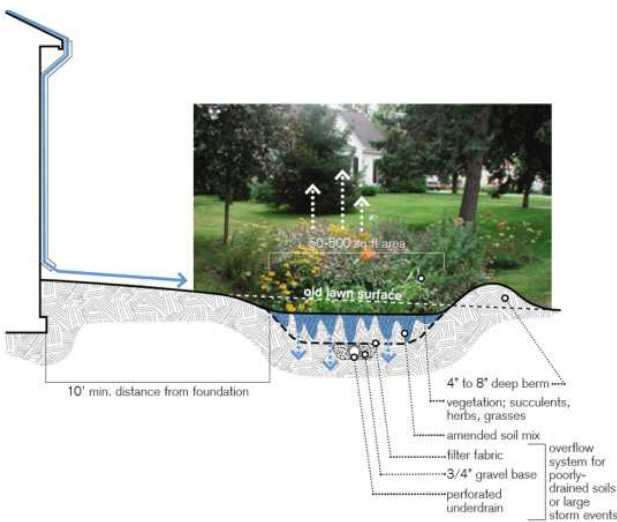 50-500 sq ft area
old lawn surface
10' min. distance from foundation
4" to 8" deep berm
vegetation; succulents,
herbs, grasses
amended soil mix
filter fabric
3/4" gravel base
perforated
underdrain
overflow
system for
poorly-
drained soils
or large
storm events